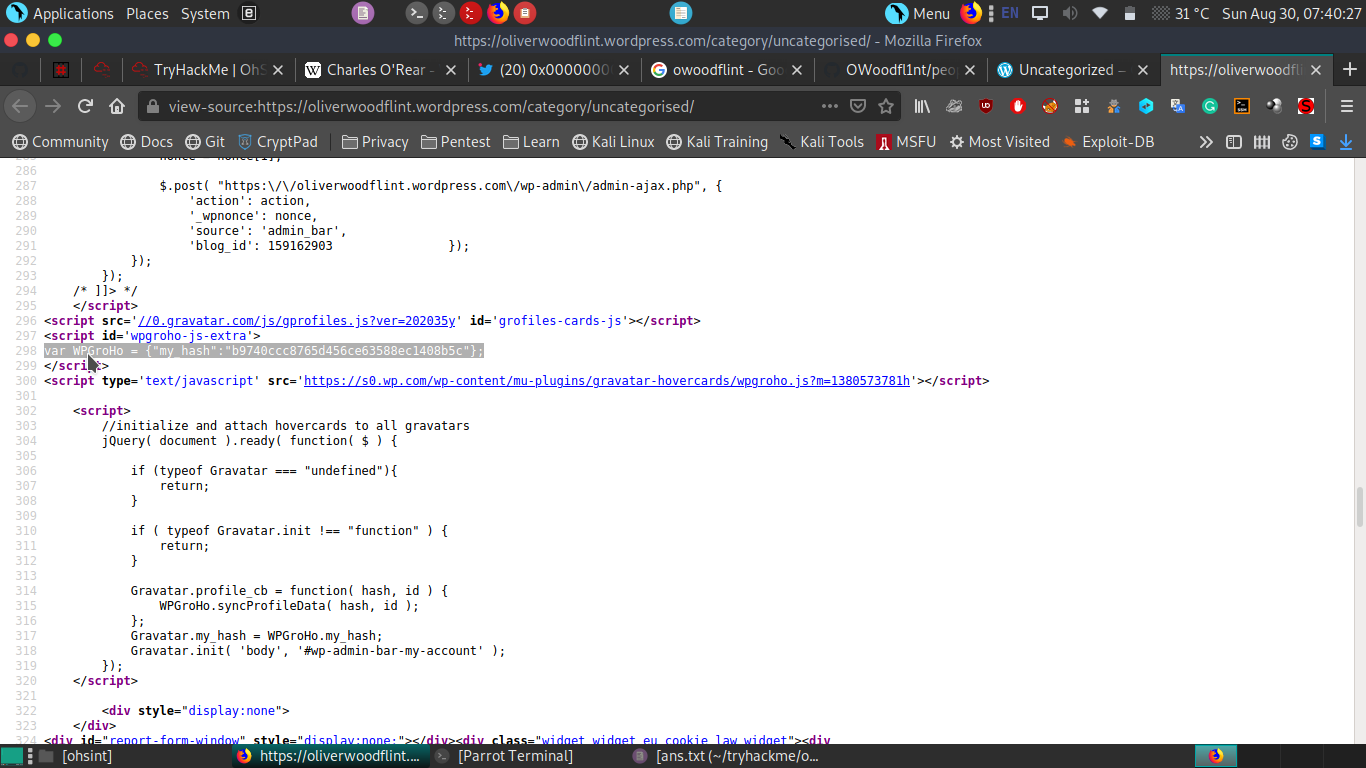 Applications Places System Menu EN 31 °C Sun Aug 30, 07:40:27
https://oliverwoodflint.wordpress.com/category/uncategorised/ - Mozilla Firefox
TryHackMe | OhS Charles O'Rear - (20) 0x0000000 owoodflint - Goo OWoodfl1nt/peo Uncategorized – https://oliverwoodfl
view-source:https://oliverwoodflint.wordpress.com/category/uncategorised/
Community Docs Git CryptPad Privacy Pentest Learn Kali Linux Kali Training Kali Tools MSFU Most Visited Exploit-DB
285 nonce = nonce[1];
286
287 $.post( "https:\/\/oliverwoodflint.wordpress.com\/wp-admin\/admin-ajax.php", {
288 'action': action,
289 '_wpnonce': nonce,
290 'source': 'admin_bar',
291 'blog_id': 159162903 });
292 });
293 });
294 /* ]]> */
295 </script>
296 <script src='//0.gravatar.com/js/gprofiles.js?ver=202035y' id='grofiles-cards-js'></script>
297 <script id='wpgroho-js-extra'>
298 var WPGroHo = {"my_hash":"b9740ccc8765d456ce63588ec1408b5c"};
299 </script>
300 <script type='text/javascript' src='https://s0.wp.com/wp-content/mu-plugins/gravatar-hovercards/wpgroho.js?m=1380573781h'></script>
301
302 <script>
303 //initialize and attach hovercards to all gravatars
304 jQuery( document ).ready( function( $ ) {
305
306 if (typeof Gravatar === "undefined"){
307 return;
308 }
309
310 if ( typeof Gravatar.init !== "function" ) {
311 return;
312 }
313
314 Gravatar.profile_cb = function( hash, id ) {
315 WPGroHo.syncProfileData( hash, id );
316 };
317 Gravatar.my_hash = WPGroHo.my_hash;
318 Gravatar.init( 'body', '#wp-admin-bar-my-account' );
319 });
320 </script>
321
322 <div style="display:none">
323 </div>
324 <div id="report-form-window" style="display:none;"></div><div class="widget widget_eu_cookie_law_widget"><div
[ohsint] https://oliverwoodflint.... [Parrot Terminal] [ans.txt (~/tryhackme/o...